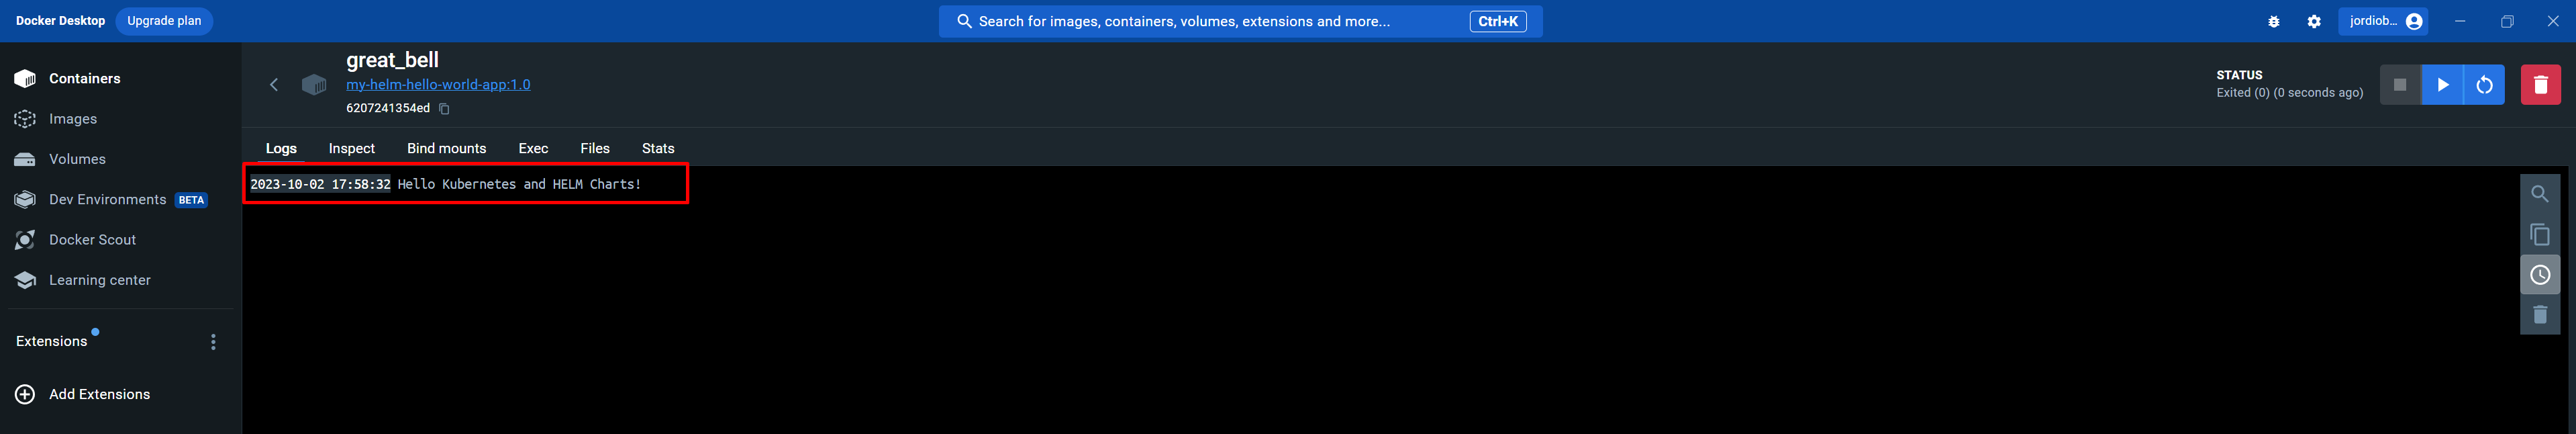 Docker Desktop Upgrade plan
Search for images, containers, volumes, extensions and more... Ctrl+K
jordiob...
Containers
Images
Volumes
Dev Environments BETA
Docker Scout
Learning center
Extensions
Add Extensions
great_bell
my-helm-hello-world-app:1.0
6207241354ed
STATUS
Exited (0) (0 seconds ago)
Logs Inspect Bind mounts Exec Files Stats
2023-10-02 17:58:32 Hello Kubernetes and HELM Charts!